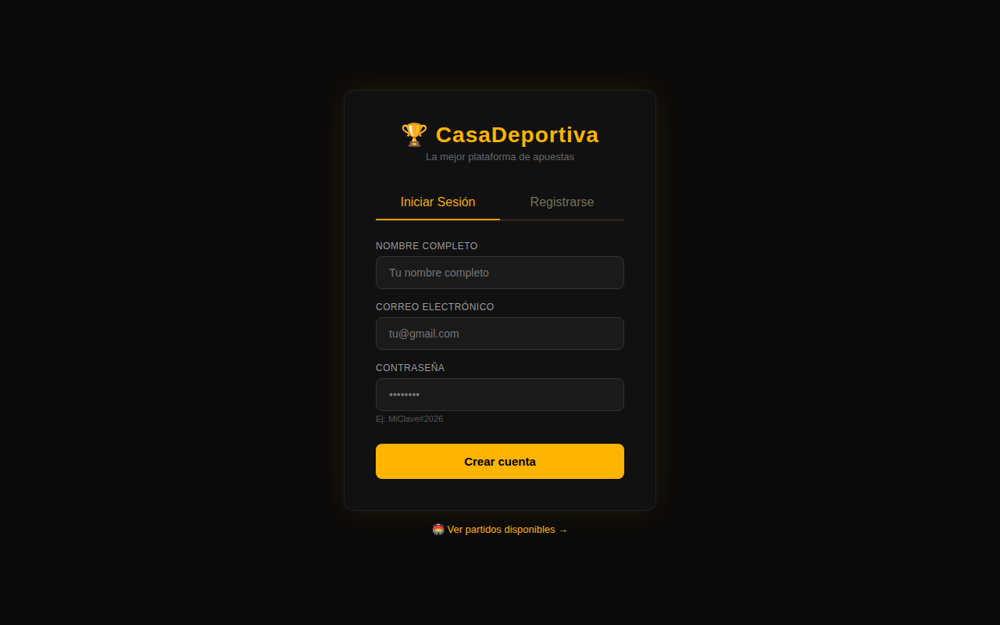 🏆 CasaDeportiva
La mejor plataforma de apuestas
Iniciar Sesión Registrarse
NOMBRE COMPLETO
Tu nombre completo
CORREO ELECTRÓNICO
tu@gmail.com
CONTRASEÑA
••••••••
Ej: MiClave#2026
Crear cuenta
🏟️ Ver partidos disponibles →